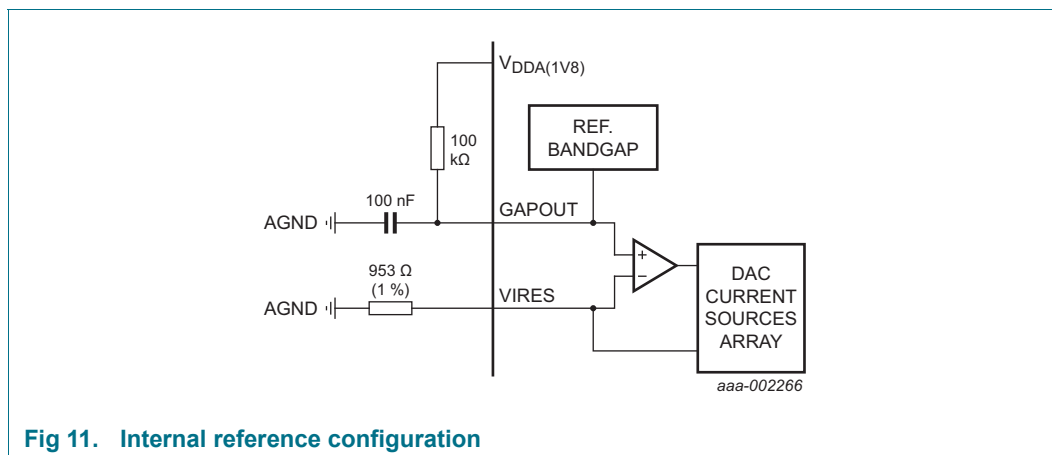 VDDA(1V8)
100
kΩ
REF.
BANDGAP
100 nF
GAPOUT
AGND
+
−
953 Ω
(1 %)
VIRES
AGND
DAC
CURRENT
SOURCES
ARRAY
aaa-002266
Fig 11. Internal reference configuration